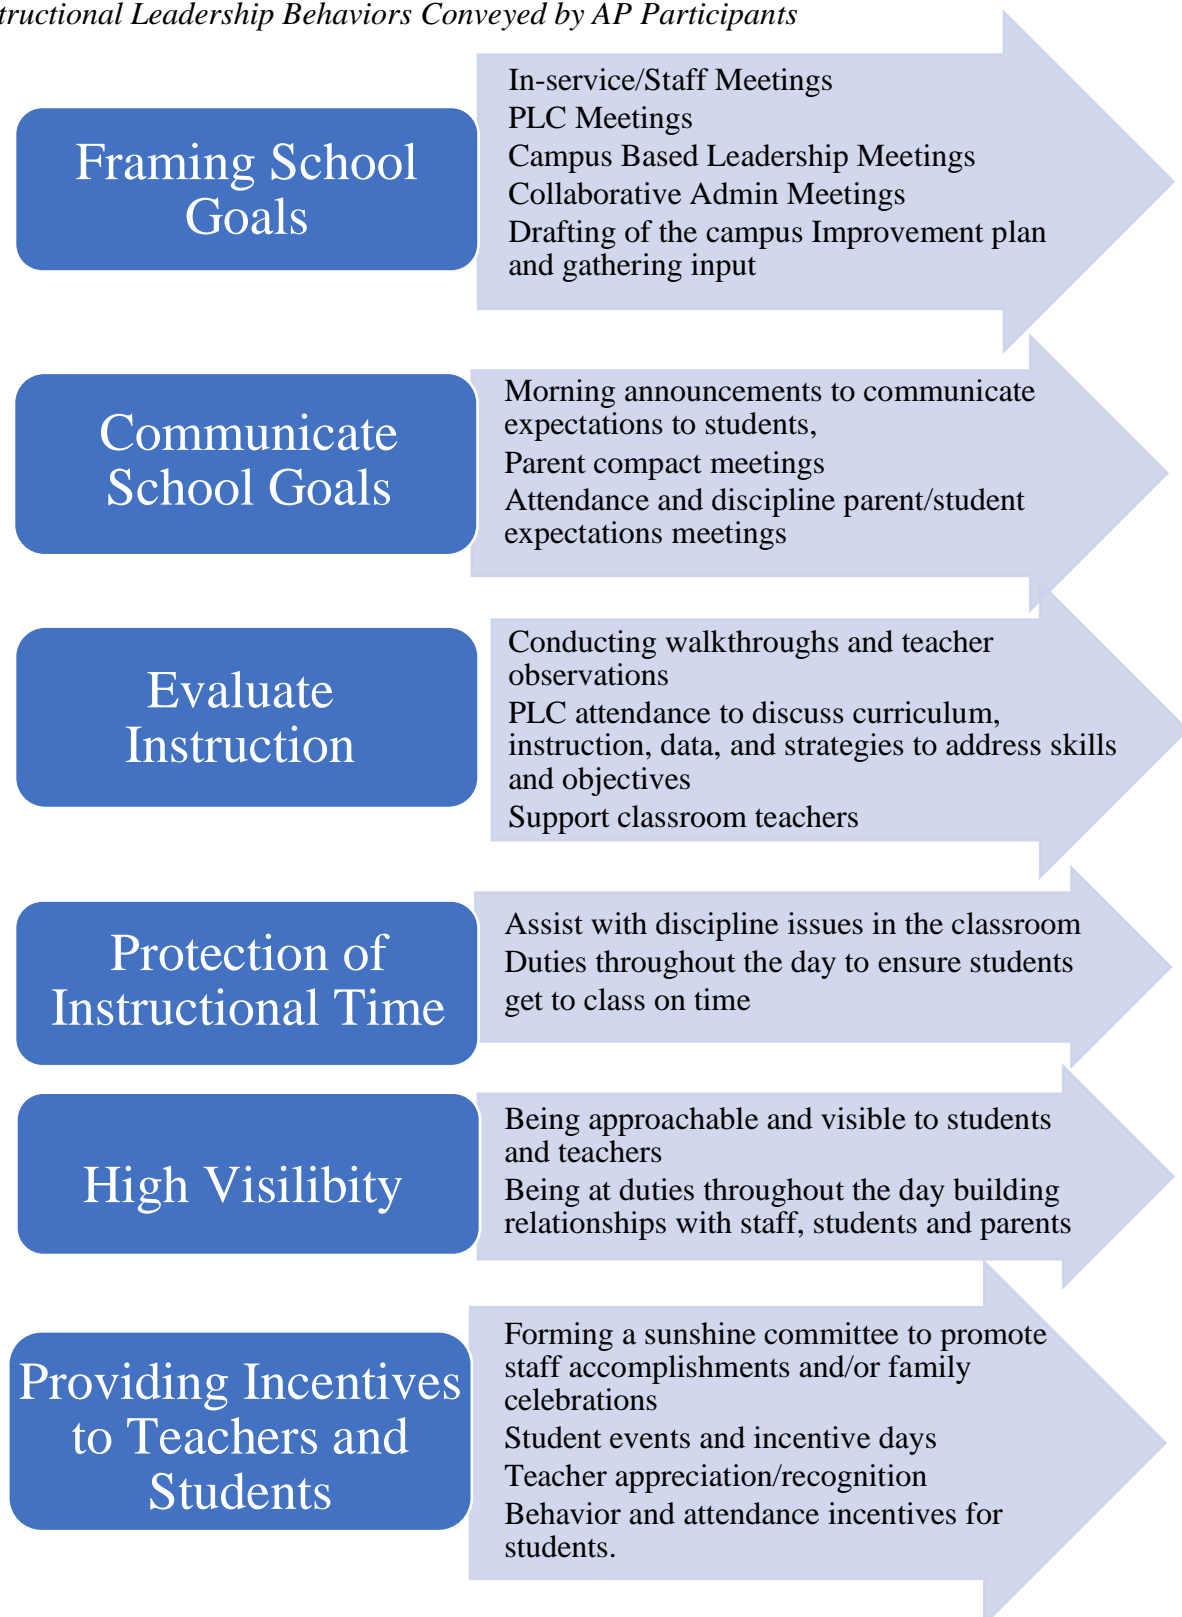 tructional Leadership Behaviors Conveyed by AP Participants
Framing School
Goals
In-service/Staff Meetings
PLC Meetings
Campus Based Leadership Meetings
Collaborative Admin Meetings
Drafting of the campus Improvement plan
and gathering input
Communicate
School Goals
Morning announcements to communicate
expectations to students,
Parent compact meetings
Attendance and discipline parent/student
expectations meetings
Evaluate
Instruction
Conducting walkthroughs and teacher
observations
PLC attendance to discuss curriculum,
instruction, data, and strategies to address skills
and objectives
Support classroom teachers
Protection of
Instructional Time
Assist with discipline issues in the classroom
Duties throughout the day to ensure students
get to class on time
High Visilibity
Being approachable and visible to students
and teachers
Being at duties throughout the day building
relationships with staff, students and parents
Providing Incentives
to Teachers and
Students
Forming a sunshine committee to promote
staff accomplishments and/or family
celebrations
Student events and incentive days
Teacher appreciation/recognition
Behavior and attendance incentives for
students.